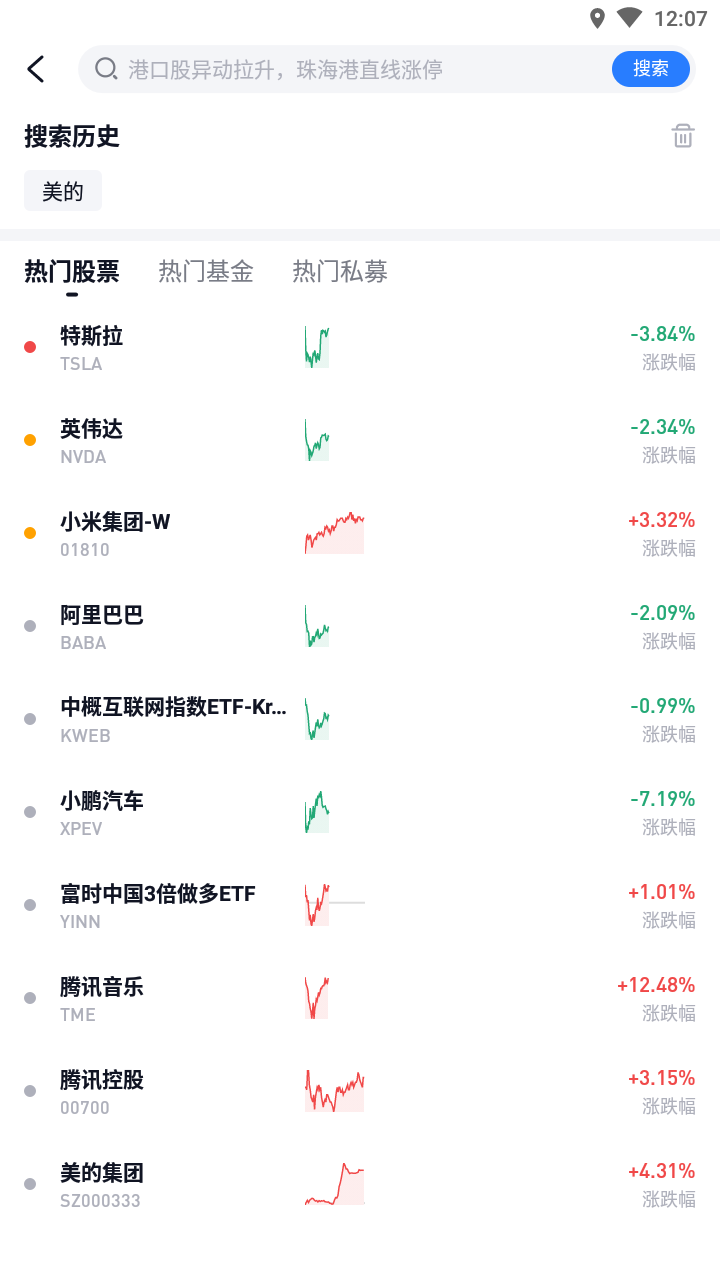 12:07
港口股异动拉升，珠海港直线涨停
搜索
搜索历史
美的
热门股票 热门基金 热门私募
特斯拉
-3.84%
TSLA
涨跌幅
英伟达
-2.34%
NVDA
涨跌幅
小米集团-W
+3.32%
01810
涨跌幅
阿里巴巴
-2.09%
BABA
涨跌幅
中概互联网指数ETF-Kr...
-0.99%
KWEB
涨跌幅
小鹏汽车
-7.19%
XPEV
涨跌幅
富时中国3倍做多ETF
+1.01%
YINN
涨跌幅
腾讯音乐
+12.48%
TME
涨跌幅
腾讯控股
+3.15%
00700
涨跌幅
美的集团
+4.31%
SZ000333
涨跌幅